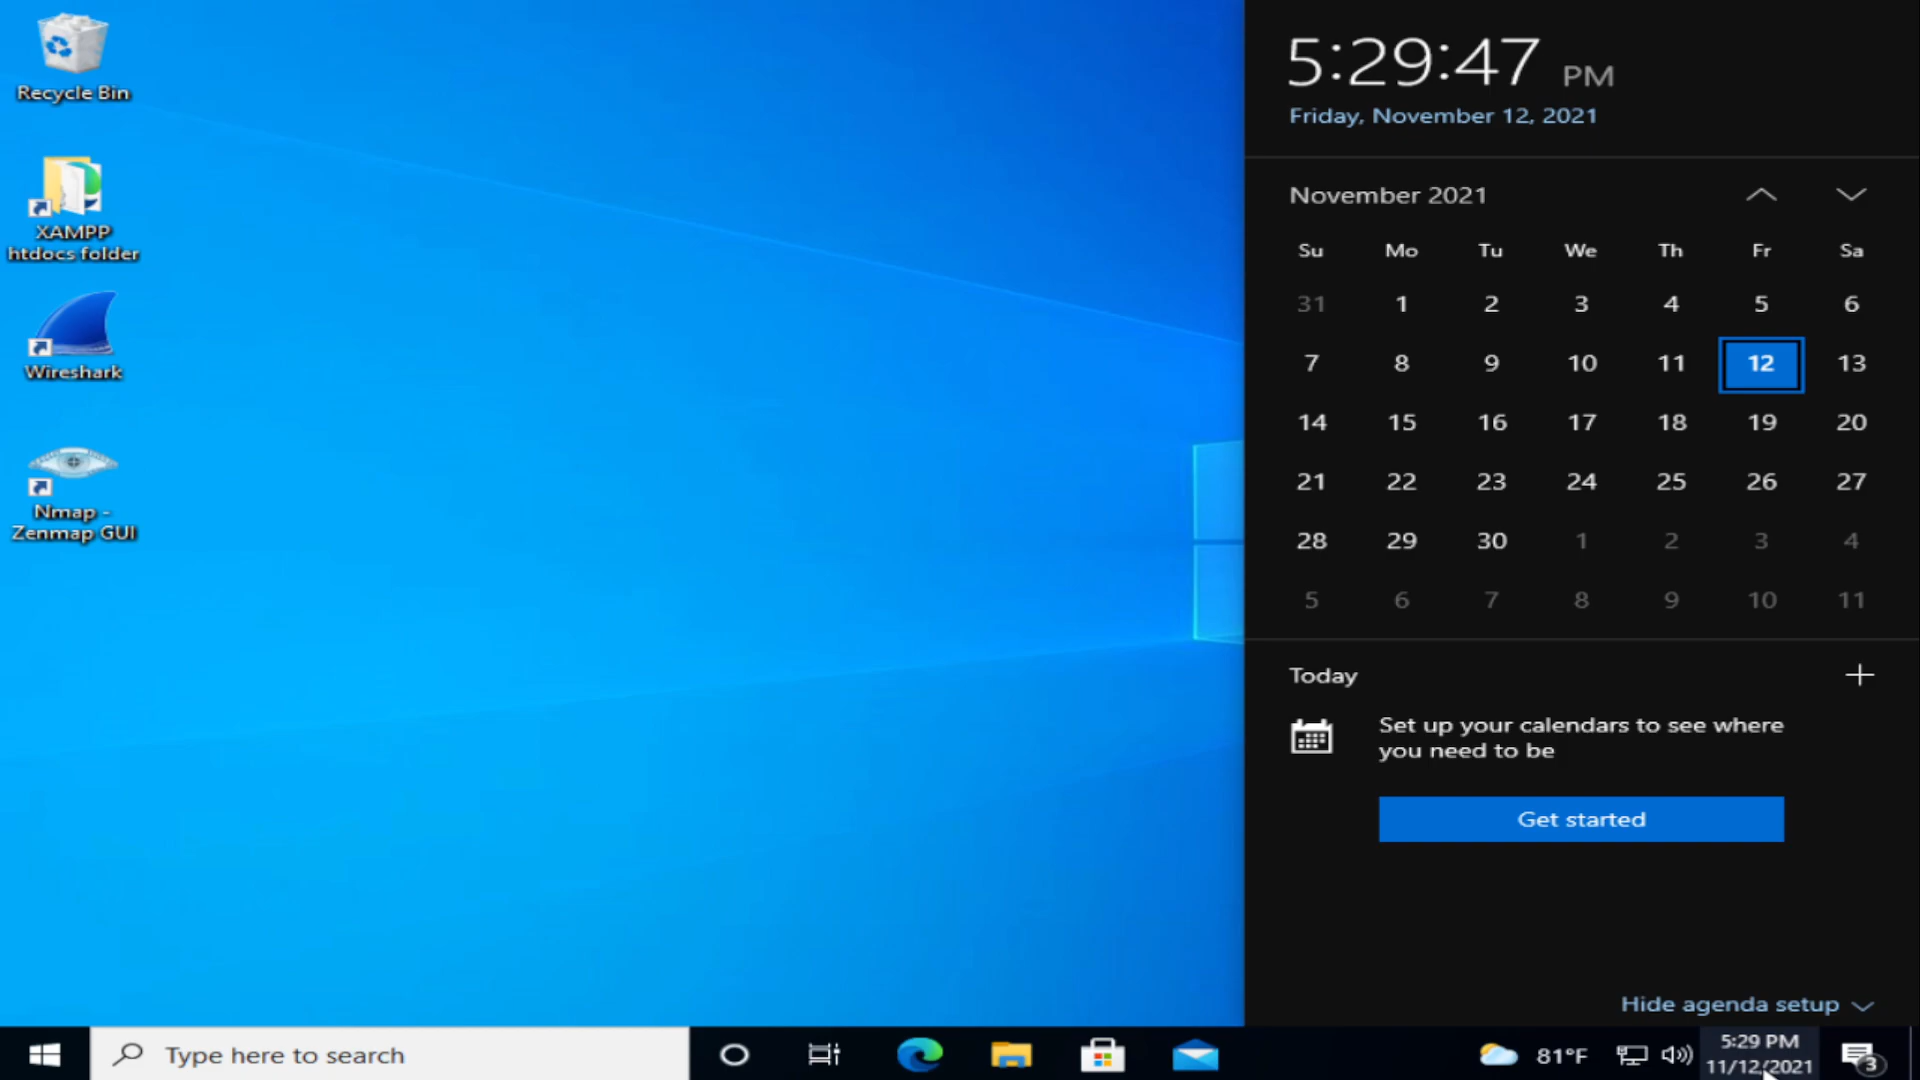 Recycle Bin
XAMPP
htdocs folder
Wireshark
Nmap -
Zenmap GUI
5:29:47 PM
Friday, November 12, 2021
November 2021
Su Mo Tu We Th Fr Sa
31 1 2 3 4 5 6
7 8 9 10 11 12 13
14 15 16 17 18 19 20
21 22 23 24 25 26 27
28 29 30 1 2 3 4
5 6 7 8 9 10 11
Today
Set up your calendars to see where
you need to be
Get started
Hide agenda setup
Type here to search
81°F
5:29 PM
11/12/2021
3